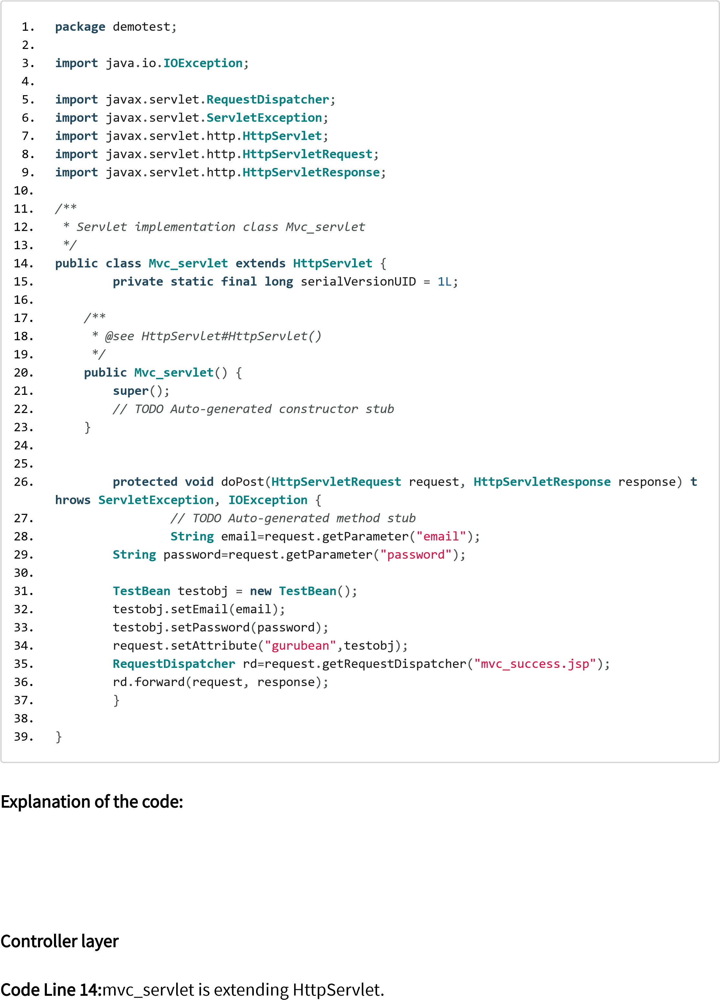 1. package demotest;
2.
3. import java.io.IOException;
4.
5. import javax.servlet.RequestDispatcher;
6. import javax.servlet.ServletException;
7. import javax.servlet.http.HttpServlet;
8. import javax.servlet.http.HttpServletRequest;
9. import javax.servlet.http.HttpServletResponse;
10.
11. /**
12. * Servlet implementation class Mvc_servlet
13. */
14. public class Mvc_servlet extends HttpServlet {
15. private static final long serialVersionUID = 1L;
16.
17. /**
18. * @see HttpServlet#HttpServlet()
19. */
20. public Mvc_servlet() {
21. super();
22. // TODO Auto-generated constructor stub
23. }
24.
25.
26. protected void doPost(HttpServletRequest request, HttpServletResponse response) t
hrows ServletException, IOException {
27. // TODO Auto-generated method stub
28. String email=request.getParameter("email");
29. String password=request.getParameter("password");
30.
31. TestBean testobj = new TestBean();
32. testobj.setEmail(email);
33. testobj.setPassword(password);
34. request.setAttribute("gurubean",testobj);
35. RequestDispatcher rd=request.getRequestDispatcher("mvc_success.jsp");
36. rd.forward(request, response);
37. }
38.
39. }
Explanation of the code:
Controller layer
Code Line 14:mvc_servlet is extending HttpServlet.